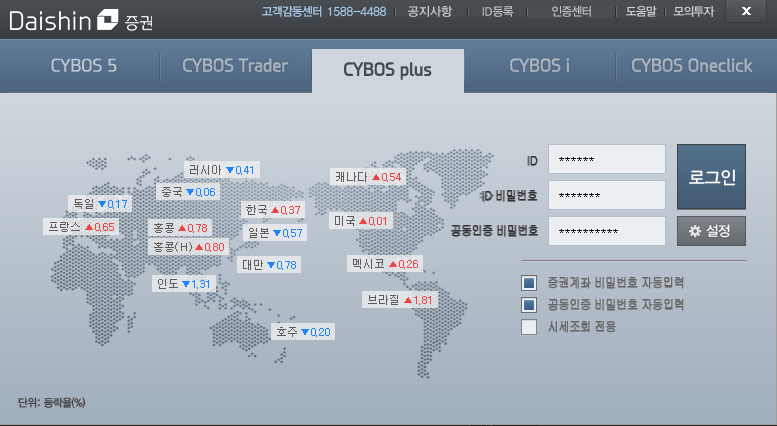 Daishin 증권
고객감동센터 1588-4488 공지사항 ID등록 인증센터 도움말 모의투자 x
CYBOS 5 CYBOS Trader CYBOS plus CYBOS i CYBOS Oneclick
러시아 ▼0.41
캐나다 ▲0.54
중국 ▼0.06
독일 ▼0.17
한국 ▲0.37
미국 ▲0.01
프랑스 ▲0.65
홍콩 ▲0.78
일본 ▼0.57
홍콩(H) ▲0.80
대만 ▼0.78
멕시코 ▲0.26
인도 ▼1.31
브라질 ▲1.81
호주 ▼0.20
ID ******
ID 비밀번호 *******
로그인
공동인증 비밀번호 **********
설정
증권계좌 비밀번호 자동입력
공동인증 비밀번호 자동입력
시세조회 전용
단위: 등락율(%)